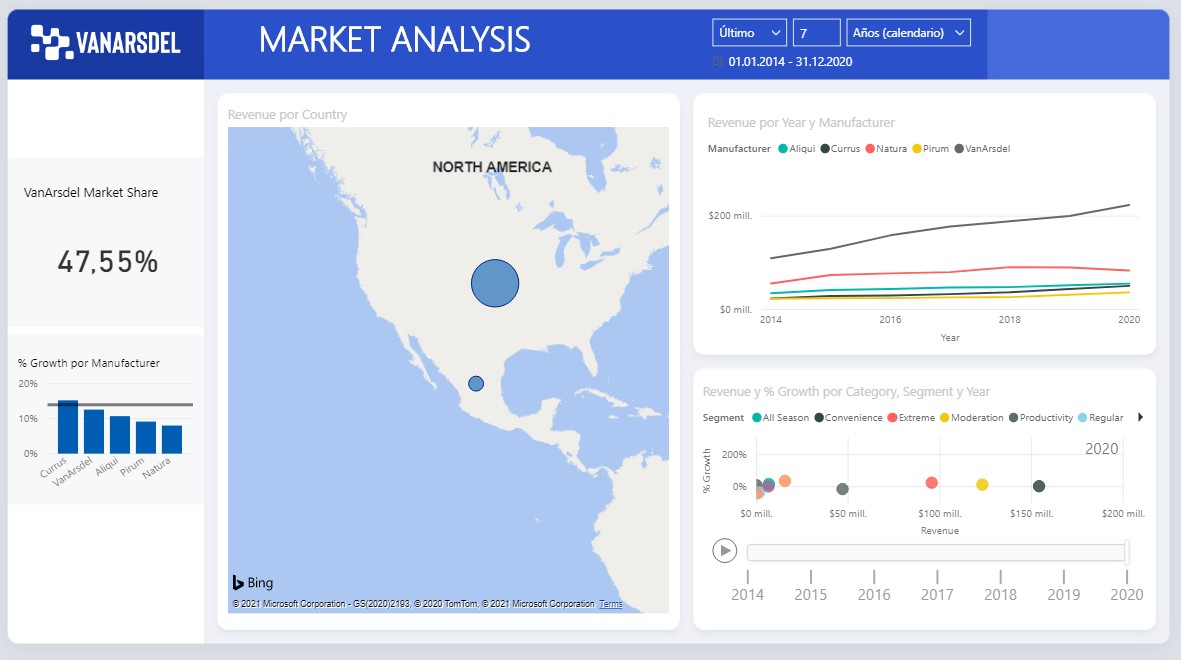 VANARSDEL
MARKET ANALYSIS
Último
7
Años (calendario)
01.01.2014 - 31.12.2020
VanArsdel Market Share
47,55%
% Growth por Manufacturer
20%
10%
0%
Currus
VanArsdel
Aliqui
Pirum
Natura
Revenue por Country
NORTH AMERICA
Bing
© 2021 Microsoft Corporation - GS(2020)2193, © 2020 TomTom, © 2021 Microsoft Corporation Terms
Revenue por Year y Manufacturer
Manufacturer Aliqui Currus Natura Pirum VanArsdel
$200 mill.
$0 mill.
2014 2016 2018 2020
Year
Revenue y % Growth por Category, Segment y Year
Segment All Season Convenience Extreme Moderation Productivity Regular
2020
% Growth
200%
0%
$0 mill. $50 mill. $100 mill. $150 mill. $200 mill.
Revenue
2014 2015 2016 2017 2018 2019 2020